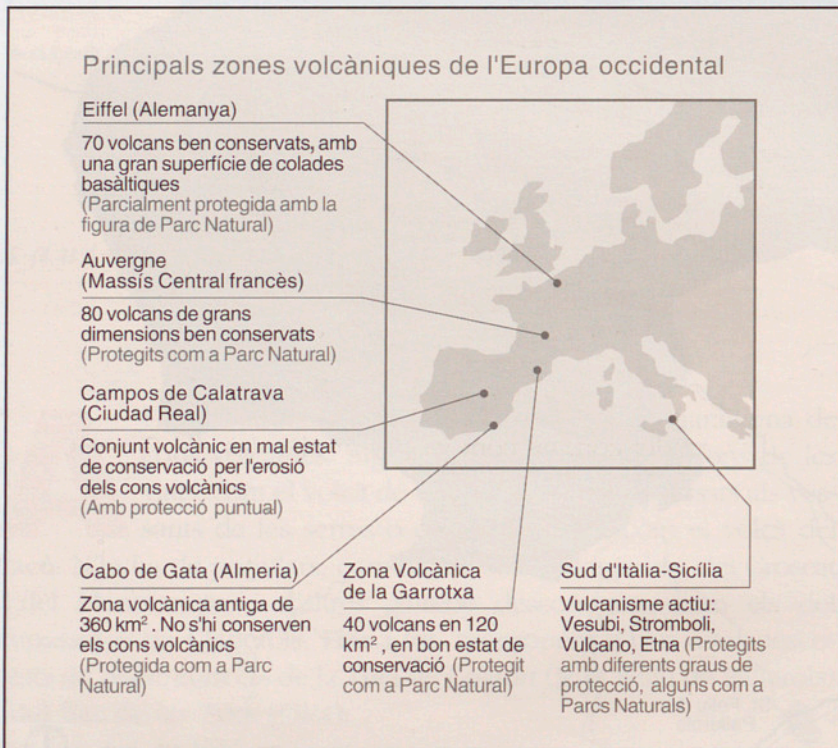 Principals zones volcàniques de l'Europa occidental
Eiffel (Alemanya)
70 volcans ben conservats, amb
una gran superfície de colades
basàltiques
(Parcialment protegida amb la
figura de Parc Natural)
Auvergne
(Massís Central francès)
80 volcans de grans
dimensions ben conservats
(Protegits com a Parc Natural)
Campos de Calatrava
(Ciudad Real)
Conjunt volcànic en mal estat
de conservació per l'erosió
dels cons volcànics
(Amb protecció puntual)
Cabo de Gata (Almeria)
Zona volcànica antiga de
360 km². No s'hi conserven
els cons volcànics
(Protegida com a Parc
Natural)
Zona Volcànica
de la Garrotxa
40 volcans en 120
km², en bon estat de
conservació (Protegit
com a Parc Natural)
Sud d'Itàlia-Sicília
Vulcanisme actiu:
Vesubi, Stromboli,
Vulcano, Etna (Protegits
amb diferents graus de
protecció, alguns com a
Parcs Naturals)